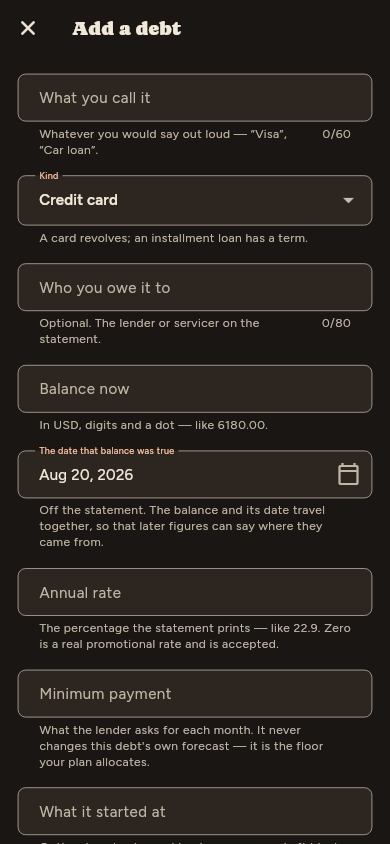 Add a debt
What you call it
Whatever you would say out loud — “Visa”,
“Car loan”.
0/60
Kind
Credit card
A card revolves; an installment loan has a term.
Who you owe it to
Optional. The lender or servicer on the
statement.
0/80
Balance now
In USD, digits and a dot — like 6180.00.
The date that balance was true
Aug 20, 2026
Off the statement. The balance and its date travel
together, so that later figures can say where they
came from.
Annual rate
The percentage the statement prints — like 22.9. Zero
is a real promotional rate and is accepted.
Minimum payment
What the lender asks for each month. It never
changes this debt's own forecast — it is the floor
your plan allocates.
What it started at